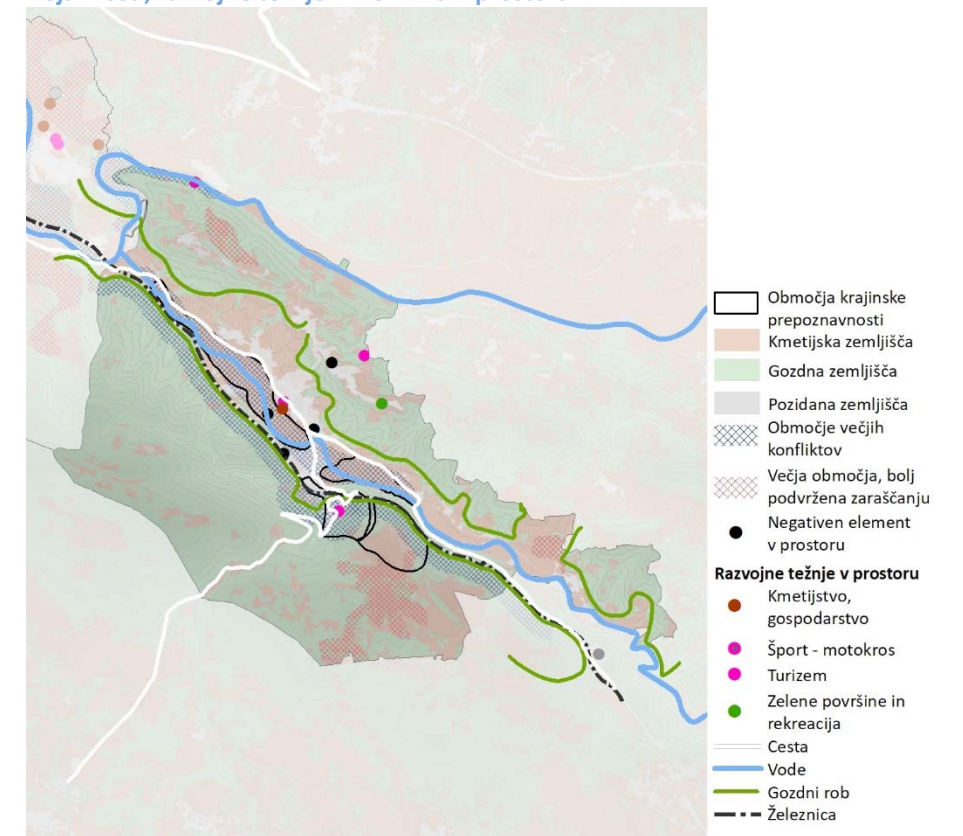 Območja krajinske
prepoznavnosti
Kmetijska zemljišča
Gozdna zemljišča
Pozidana zemljišča
Območje večjih
konfliktov
Večja območja, bolj
podvržena zaraščanju
Negativen element
v prostoru
Razvojne težnje v prostoru
Kmetijstvo,
gospodarstvo
Šport - motokros
Turizem
Zelene površine in
rekreacija
Cesta
Vode
Gozdni rob
Železnica